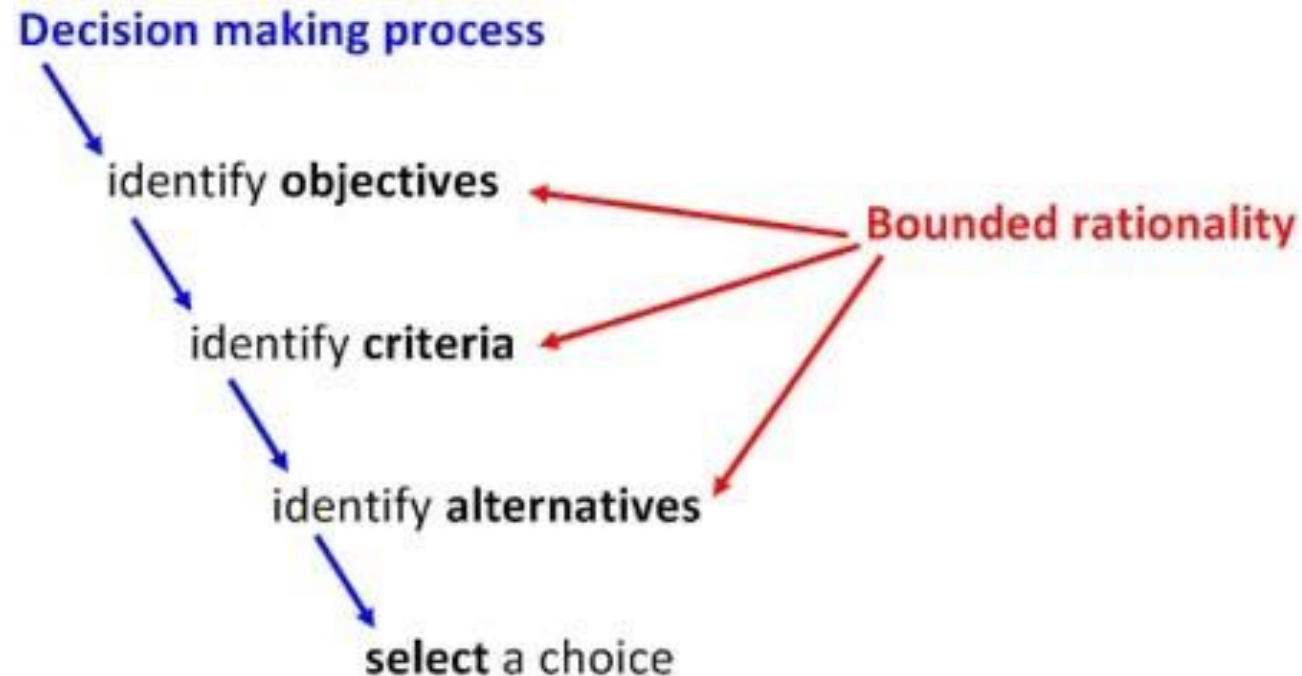 Decision making process
identify objectives
Bounded rationality
identify criteria
identify alternatives
select a choice